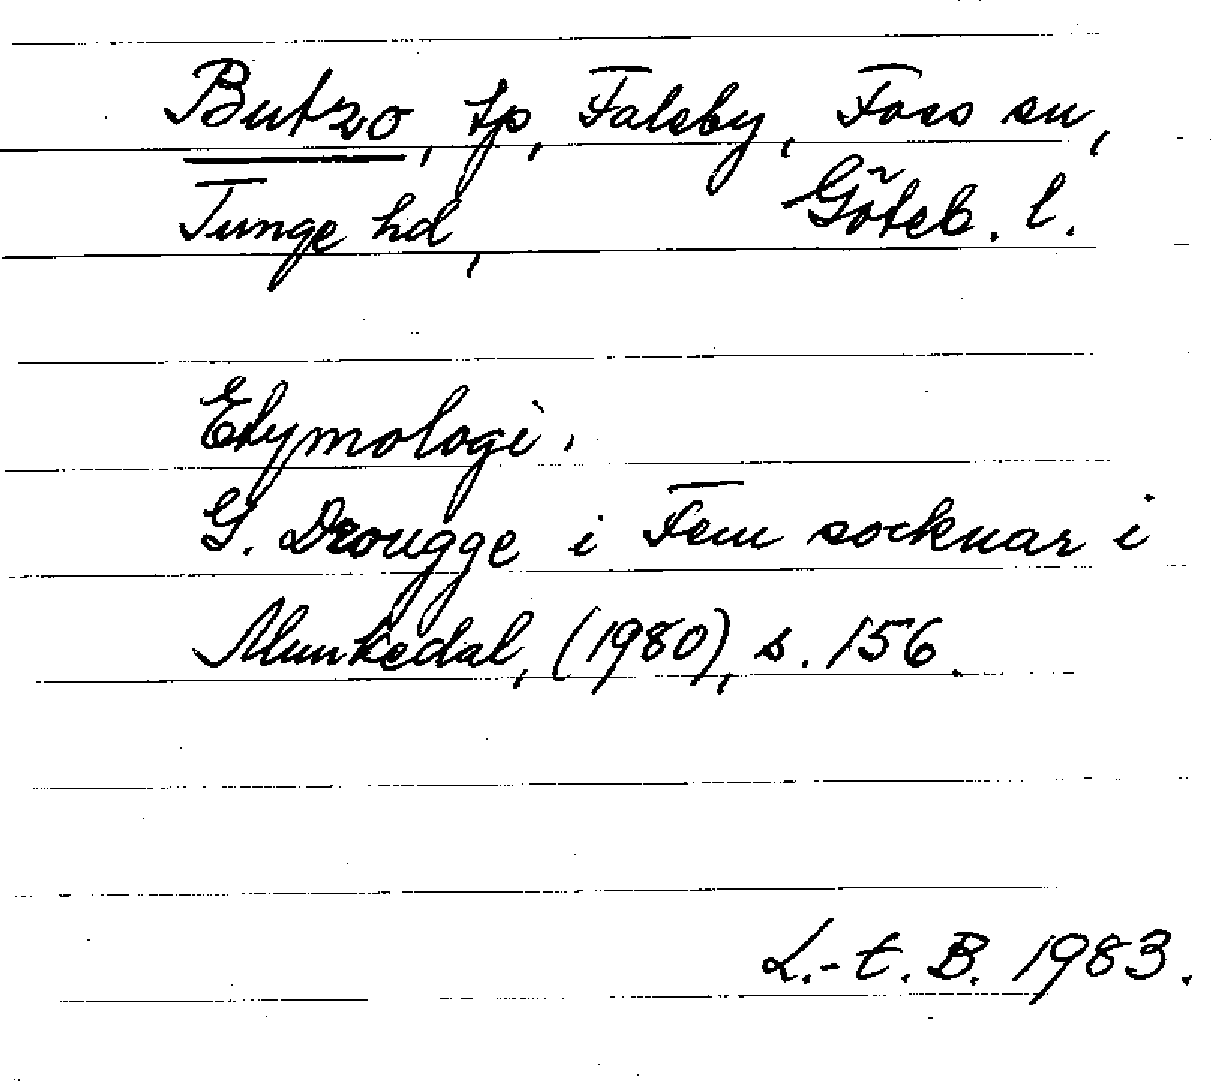 Butzo, tp, Faleby, Foss sn,
Tunge hd, Göteb. l.
Etymologi.
G. Drougge i Fem socknar i
Munkedal, (1980), s. 156.
L.-t. B. 1983.